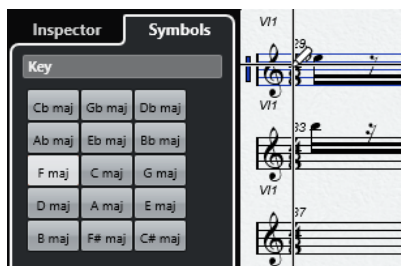 Inspector Symbols
Key
Cb maj Gb maj Db maj
Ab maj Eb maj Bb maj
F maj C maj G maj
D maj A maj E maj
B maj F# maj C# maj
Vl1
29
Vl1
33
Vl1
37